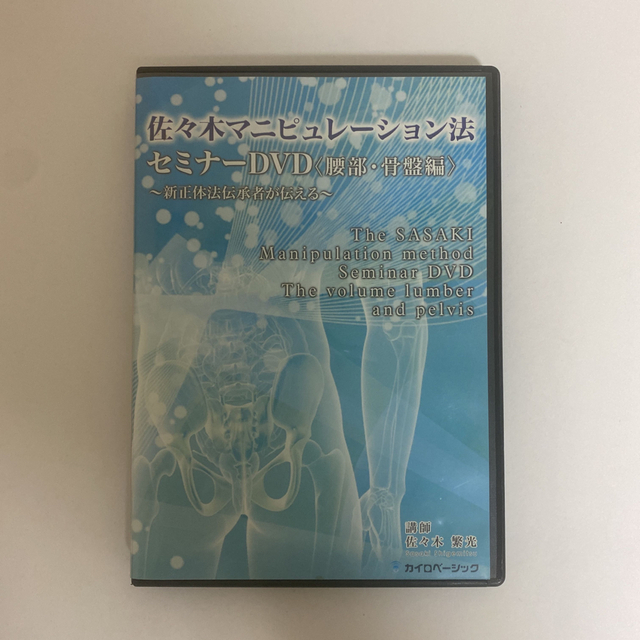 佐々木マニピュレーション法
セミナーDVD〈腰部・骨盤編〉
～新正体法伝承者が伝える～
The SASAKI
Manipulation method
Seminar DVD
The volume lumber
and pelvis
講師
佐々木 繁光
Sasaki Shigemitsu
カイロベーシック